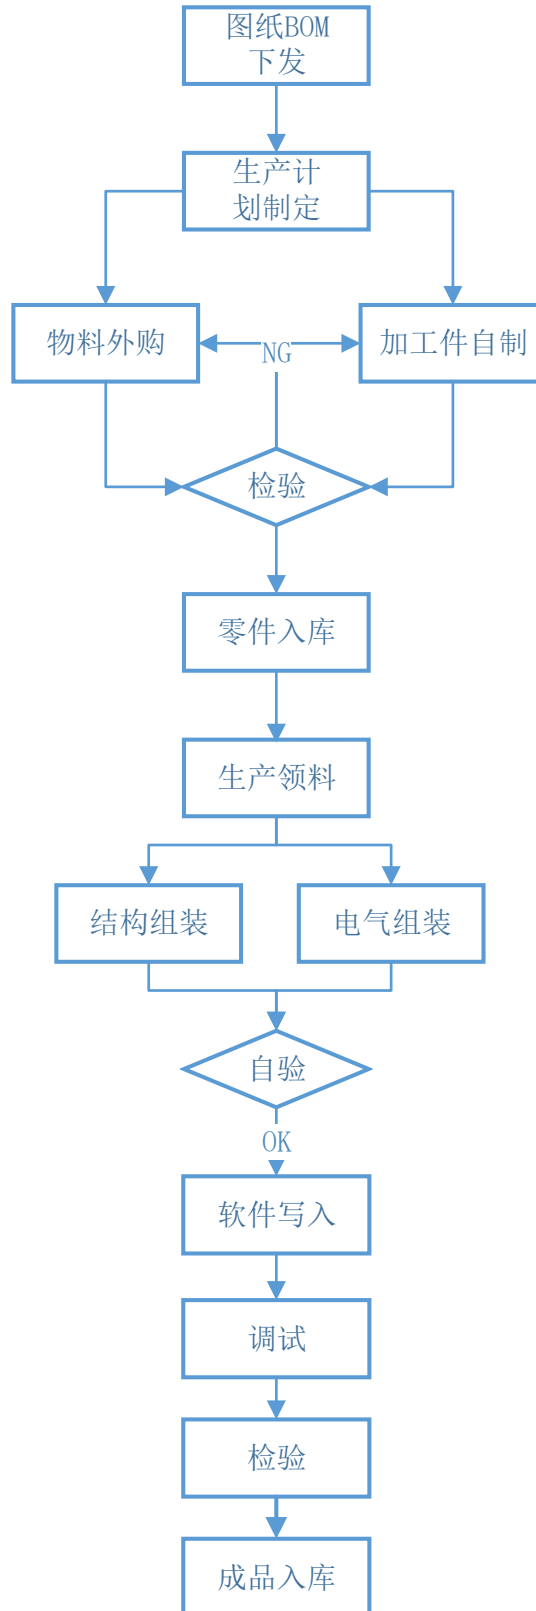 图纸BOM
下发
生产计
划制定
物料外购
NG
加工件自制
检验
零件入库
生产领料
结构组装
电气组装
自验
OK
软件写入
调试
检验
成品入库